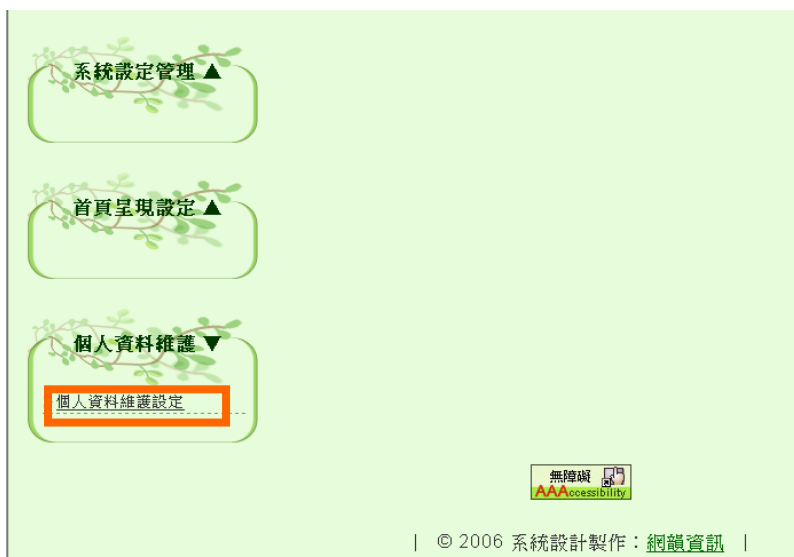 系統設定管理▲
首頁呈現設定▲
個人資料維護▼
個人資料維護設定
無障礙
AAAccessibility
| © 2006 系統設計製作：網韻資訊 |